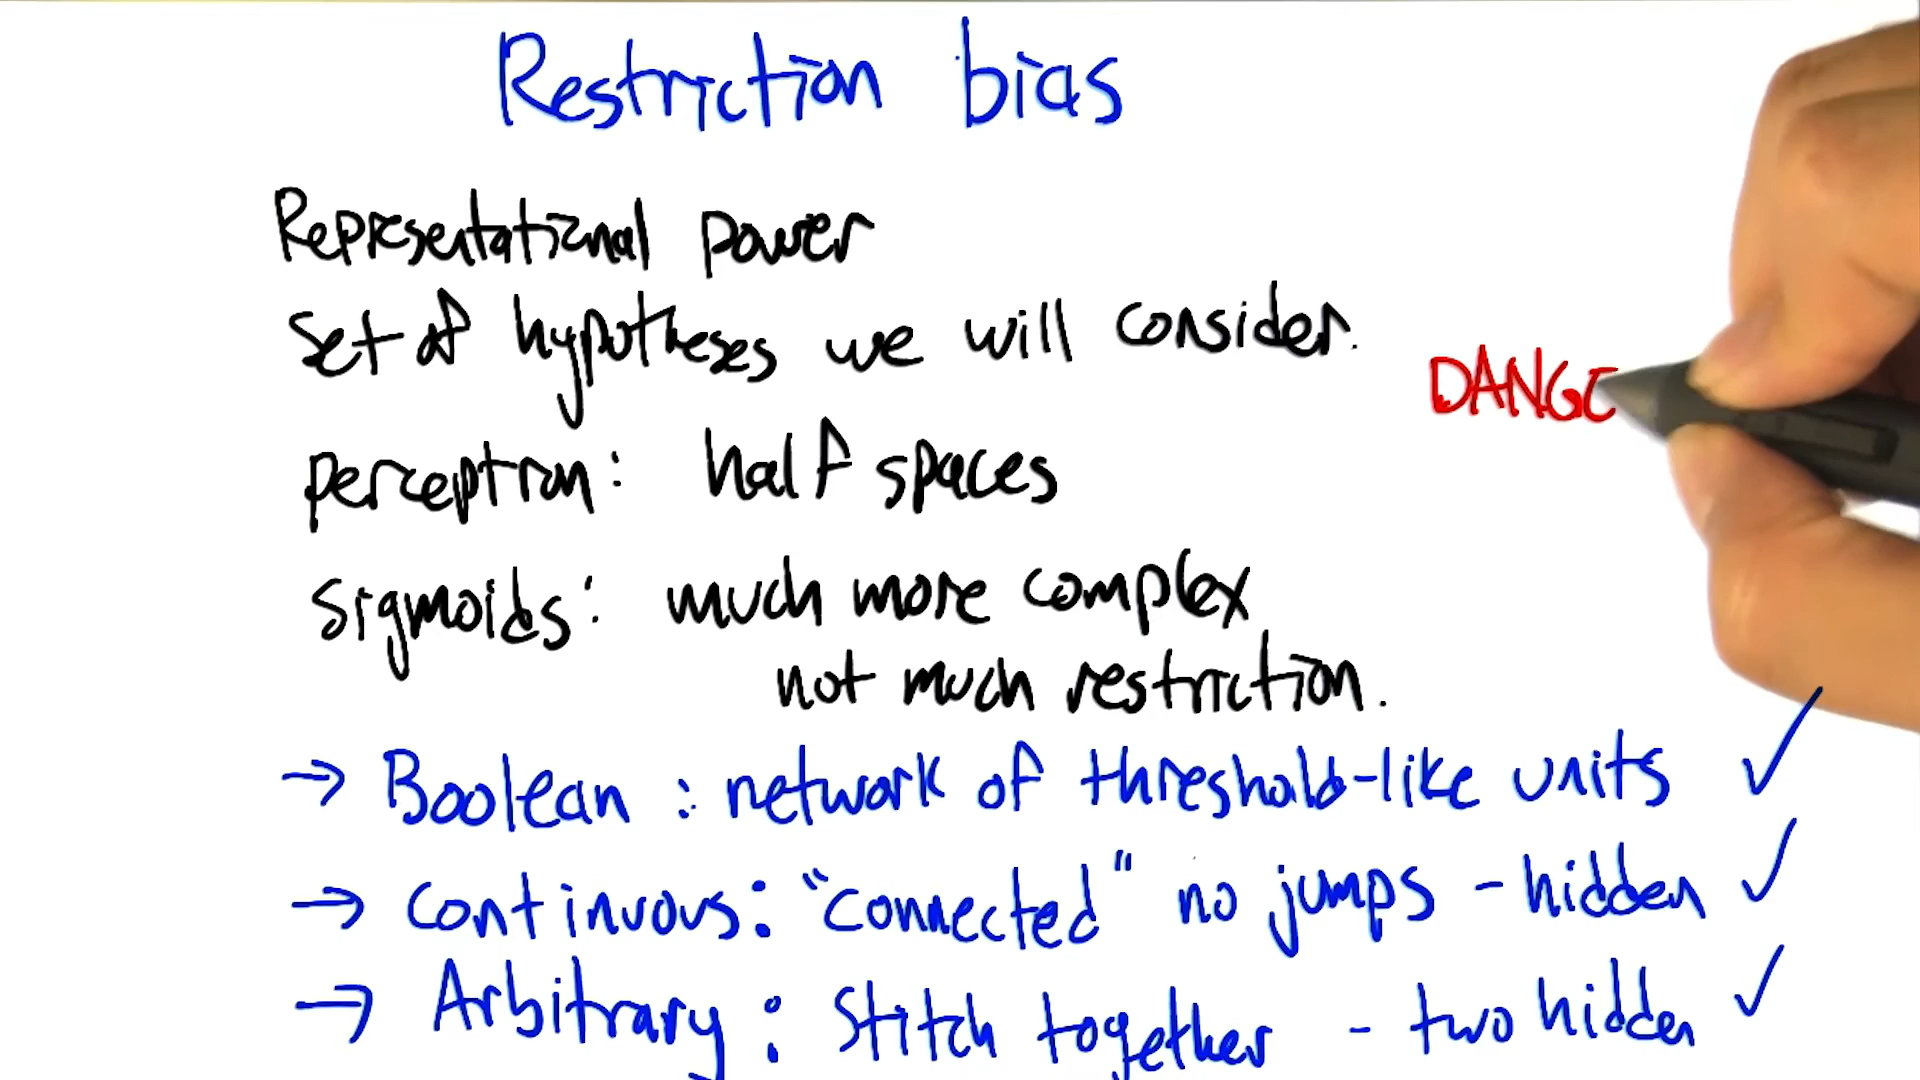 Restriction bias
Representational power
Set of hypotheses we will consider.
DANGE
perceptron: half spaces
Sigmoids: much more complex
not much restriction.
→ Boolean: network of threshold-like units ✓
→ Continuous: "connected" no jumps - hidden ✓
→ Arbitrary: Stitch together - two hidden ✓